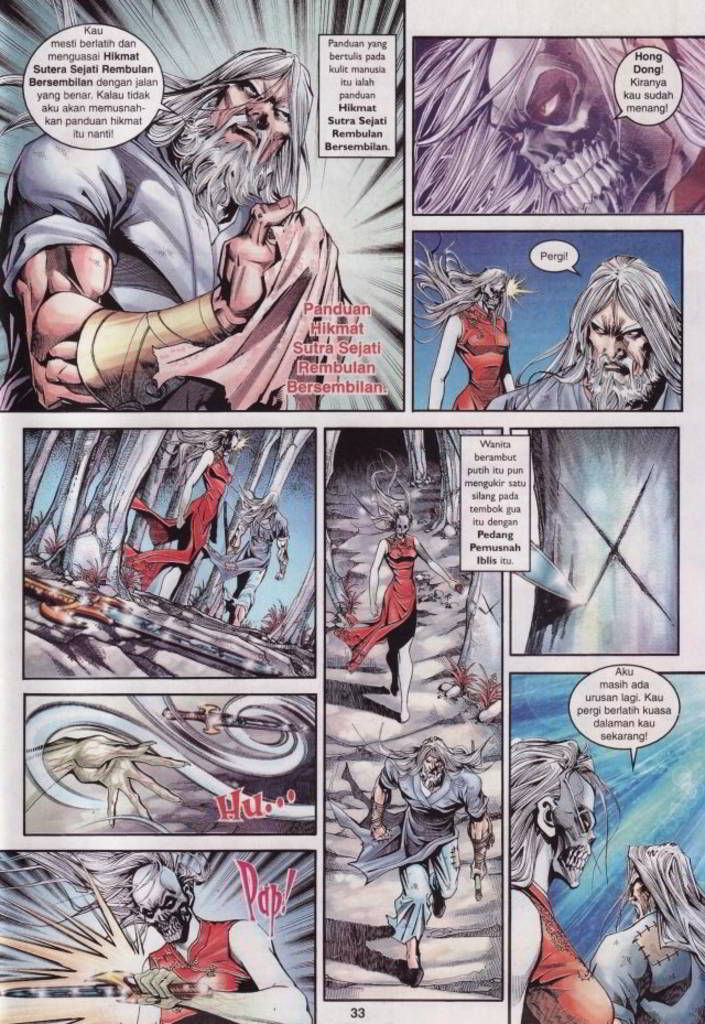 Kau
mesti berlatih dan
menguasai Hikmat
Sutera Sejati Rembulan
Bersembilan dengan jalan
yang benar. Kalau tidak
aku akan memusnah-
kan panduan hikmat
itu nanti!
Panduan yang
bertulis pada
kulit manusia
itu ialah
panduan
Hikmat
Sutra Sejati
Rembulan
Bersembilan.
Panduan
Hikmat
Sutra Sejati
Rembulan
Bersembilan.
Hong
Dong!
Kiranya
kau sudah
menang!
Pergi!
Wanita
berambut
putih itu pun
mengukir satu
silang pada
tembok gua
itu dengan
Pedang
Pemusnah
Iblis itu.
Hu...
Pap!
Aku
masih ada
urusan lagi. Kau
pergi berlatih kuasa
dalaman kau
sekarang!
33